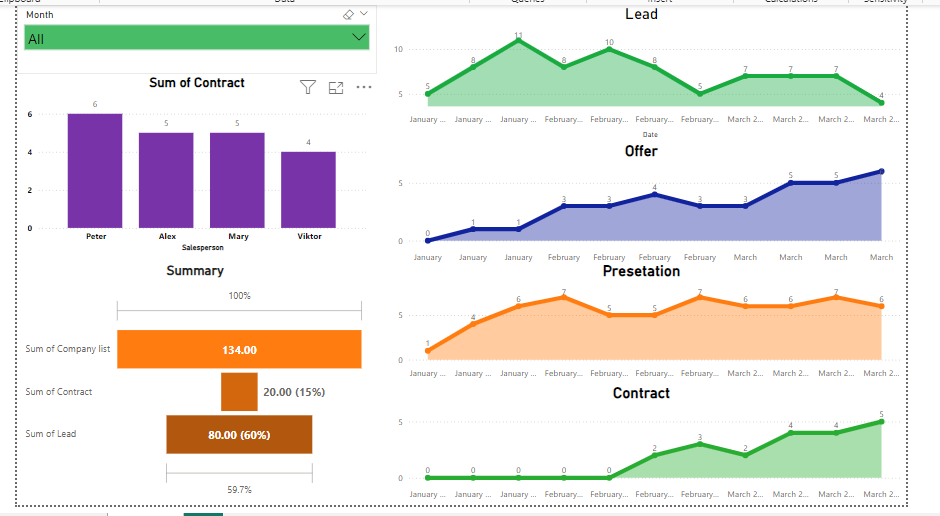 Month
All
Sum of Contract
6
4
2
0
6
5
5
4
Peter Alex Mary Viktor
Salesperson
Summary
100%
Sum of Company list 134.00
Sum of Contract 20.00 (15%)
Sum of Lead 80.00 (60%)
59.7%
Lead
10
5
5 8 11 8 10 8 5 7 7 7 4
January ... January ... January ... February... February... February... February... March 2... March 2... March 2... March 2...
Date
Offer
5
0
0 1 1 3 3 4 3 3 5 5
January January January February February February February March March March March
Presetation
5
0
1 4 6 7 5 5 7 6 6 7 6
January ... January ... January ... February... February... February... February... March 2... March 2... March 2... March 2...
Contract
5
0
0 0 0 0 0 2 3 2 4 4 5
January ... January ... January ... February... February... February... February... March 2... March 2... March 2... March 2...